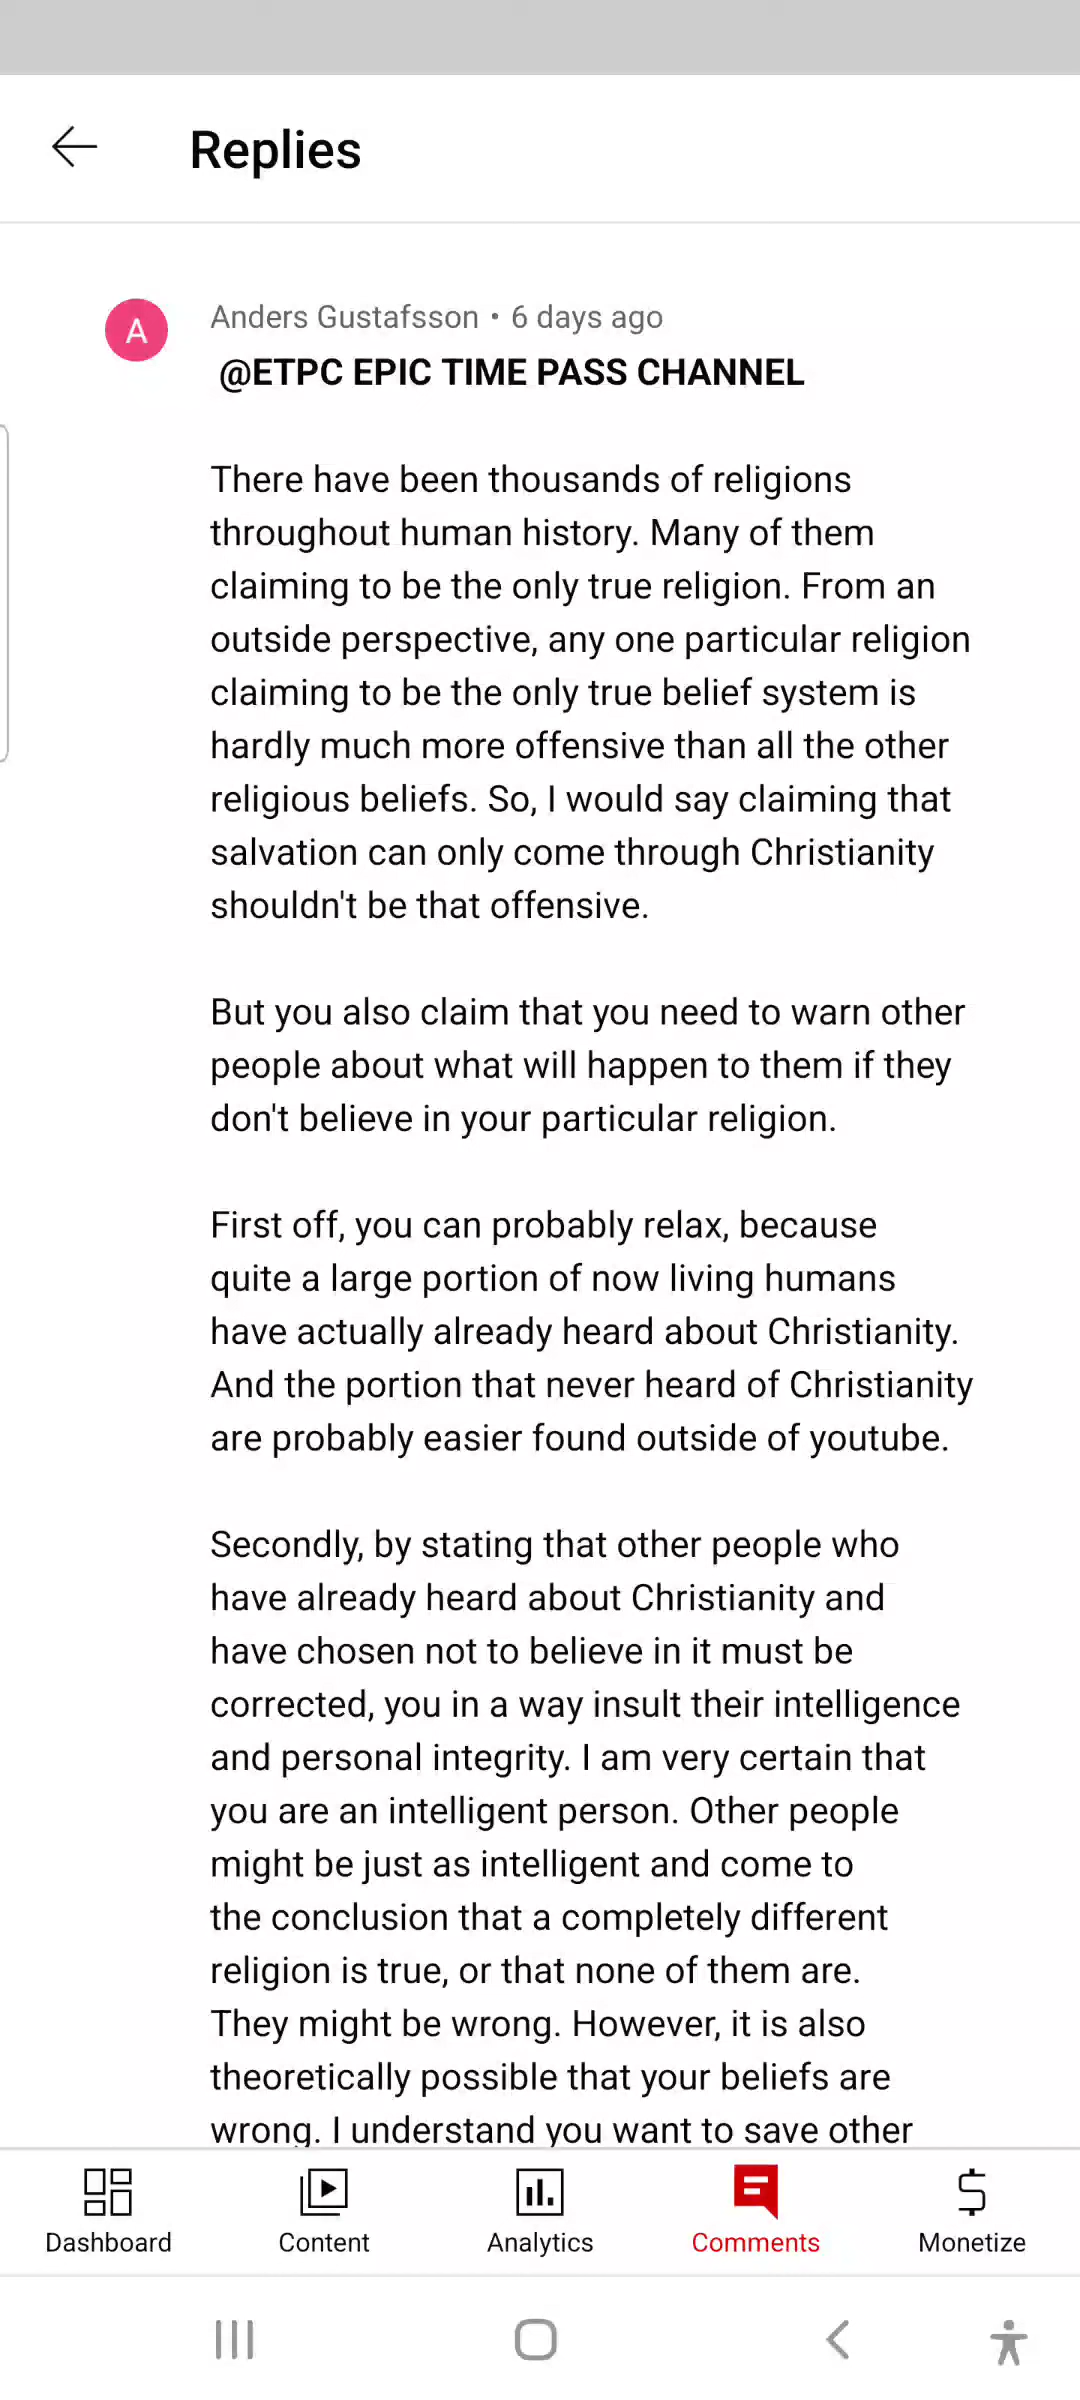 Replies
A
Anders Gustafsson • 6 days ago
@ETPC EPIC TIME PASS CHANNEL
There have been thousands of religions
throughout human history. Many of them
claiming to be the only true religion. From an
outside perspective, any one particular religion
claiming to be the only true belief system is
hardly much more offensive than all the other
religious beliefs. So, I would say claiming that
salvation can only come through Christianity
shouldn't be that offensive.
But you also claim that you need to warn other
people about what will happen to them if they
don't believe in your particular religion.
First off, you can probably relax, because
quite a large portion of now living humans
have actually already heard about Christianity.
And the portion that never heard of Christianity
are probably easier found outside of youtube.
Secondly, by stating that other people who
have already heard about Christianity and
have chosen not to believe in it must be
corrected, you in a way insult their intelligence
and personal integrity. I am very certain that
you are an intelligent person. Other people
might be just as intelligent and come to
the conclusion that a completely different
religion is true, or that none of them are.
They might be wrong. However, it is also
theoretically possible that your beliefs are
wrong. I understand you want to save other
Dashboard
Content
Analytics
Comments
Monetize